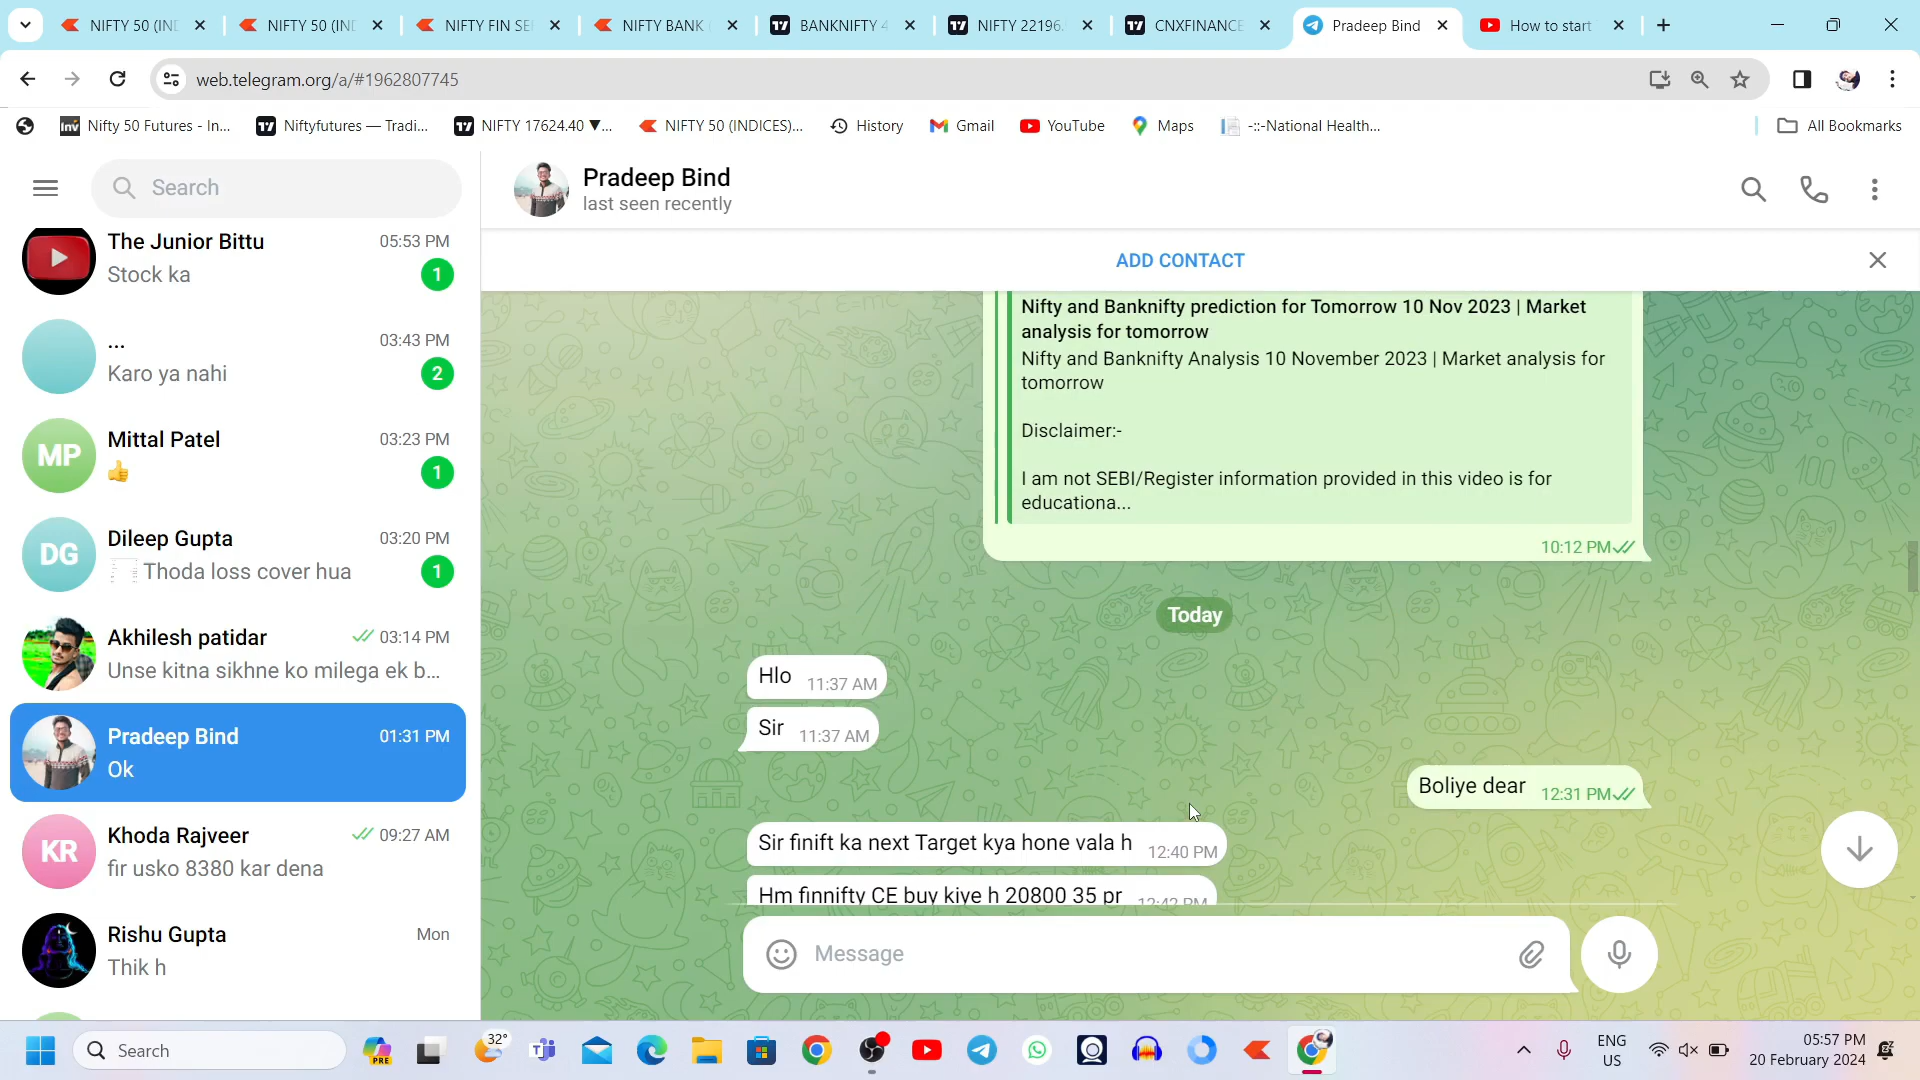 NIFTY 50 (INI
NIFTY 50 (INI
NIFTY FIN SE
NIFTY BANK
BANKNIFTY 4
NIFTY 22196.
CNXFINANCE
Pradeep Bind
How to start
web.telegram.org/a/#1962807745
Nifty 50 Futures - In...
Niftyfutures — Tradi...
NIFTY 17624.40 ▼...
NIFTY 50 (INDICES)...
History
Gmail
YouTube
Maps
-::-National Health...
All Bookmarks
Search
The Junior Bittu 05:53 PM
Stock ka 1
... 03:43 PM
Karo ya nahi 2
MP Mittal Patel 03:23 PM
👍 1
DG Dileep Gupta 03:20 PM
Thoda loss cover hua 1
Akhilesh patidar 03:14 PM
Unse kitna sikhne ko milega ek b...
Pradeep Bind 01:31 PM
Ok
KR Khoda Rajveer 09:27 AM
fir usko 8380 kar dena
Rishu Gupta Mon
Thik h
Pradeep Bind
last seen recently
ADD CONTACT
Nifty and Banknifty prediction for Tomorrow 10 Nov 2023 | Market
analysis for tomorrow
Nifty and Banknifty Analysis 10 November 2023 | Market analysis for
tomorrow
Disclaimer:-
I am not SEBI/Register information provided in this video is for
educationa...
10:12 PM
Today
Hlo 11:37 AM
Sir 11:37 AM
Boliye dear 12:31 PM
Sir finift ka next Target kya hone vala h 12:40 PM
Hm finnifty CE buy kiye h 20800 35 pr 12:42 PM
Message
Search
PRE
32°
ENG
US
05:57 PM
20 February 2024